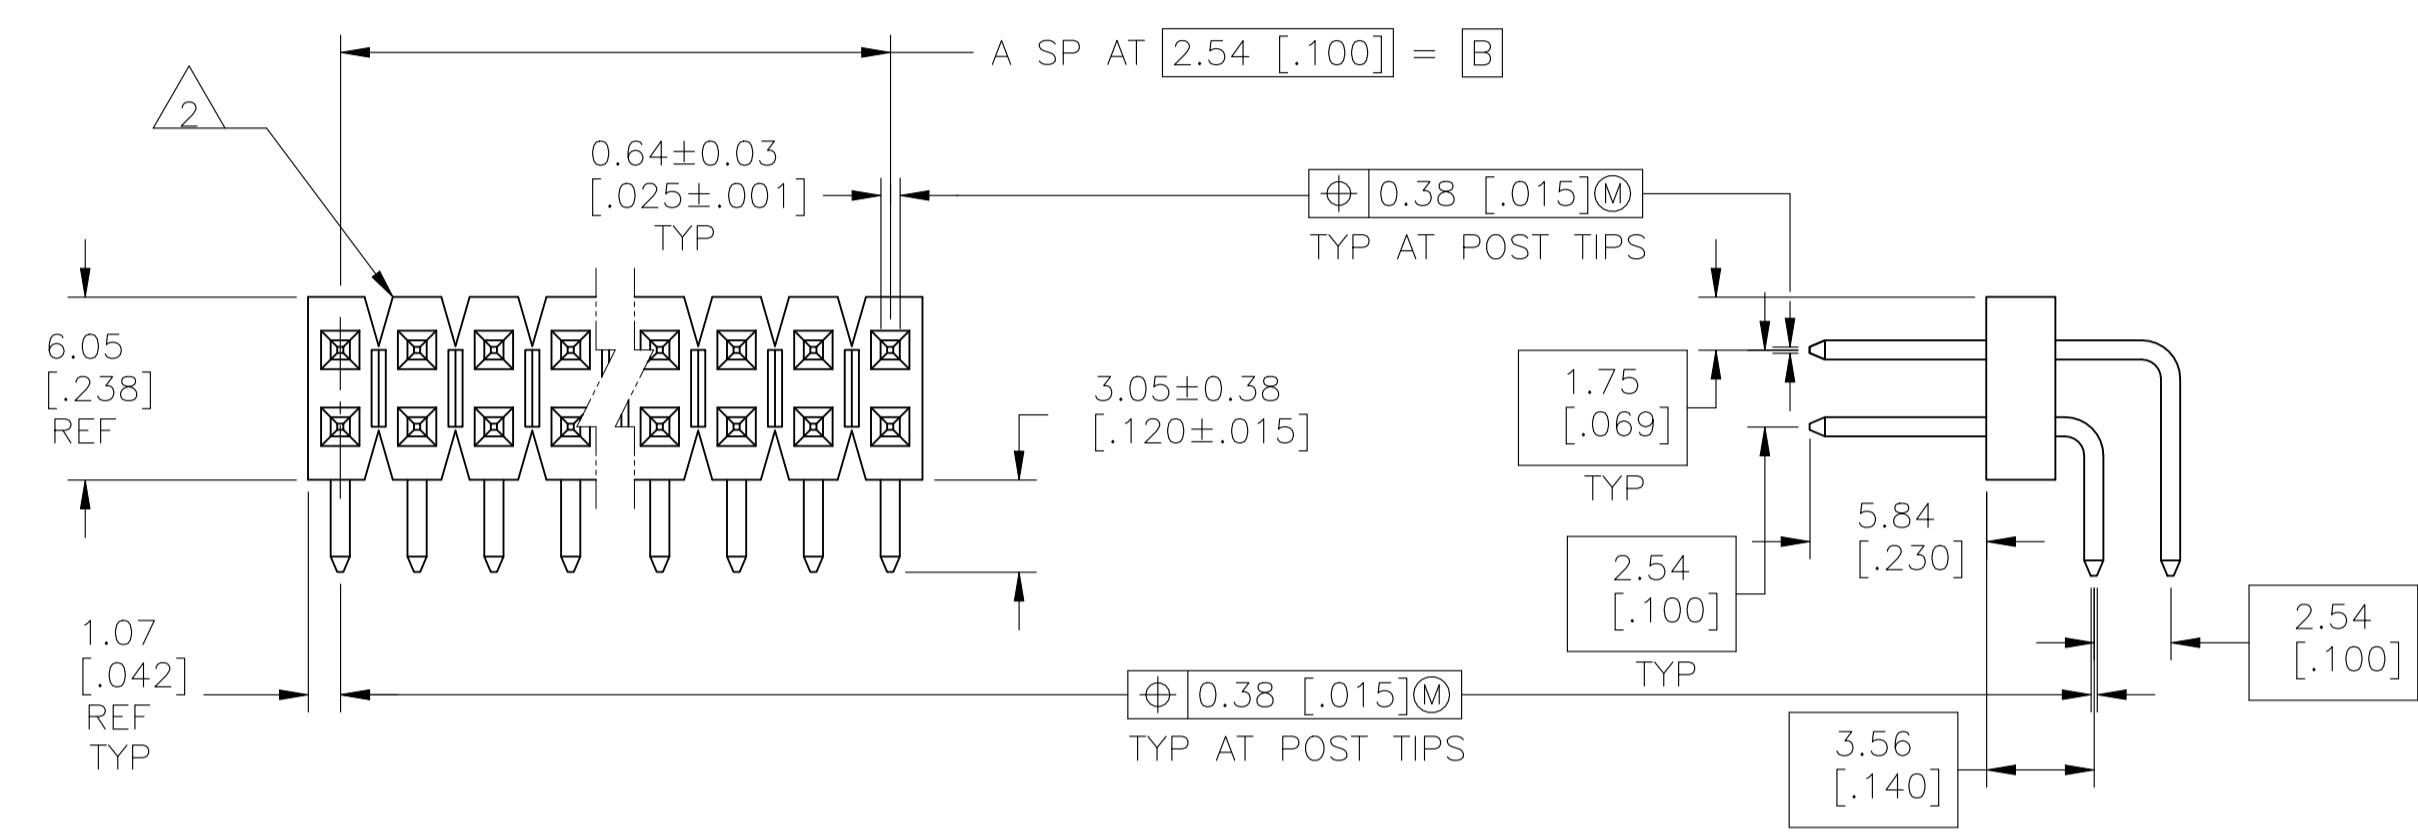 A SP AT 2.54 [.100] = B
2
0.64±0.03
[.025±.001]
TYP
⌖ 0.38 [.015]Ⓜ
TYP AT POST TIPS
6.05
[.238]
REF
3.05±0.38
[.120±.015]
1.75
[.069]
TYP
5.84
[.230]
2.54
[.100]
TYP
2.54
[.100]
1.07
[.042]
REF
TYP
⌖ 0.38 [.015]Ⓜ
TYP AT POST TIPS
3.56
[.140]